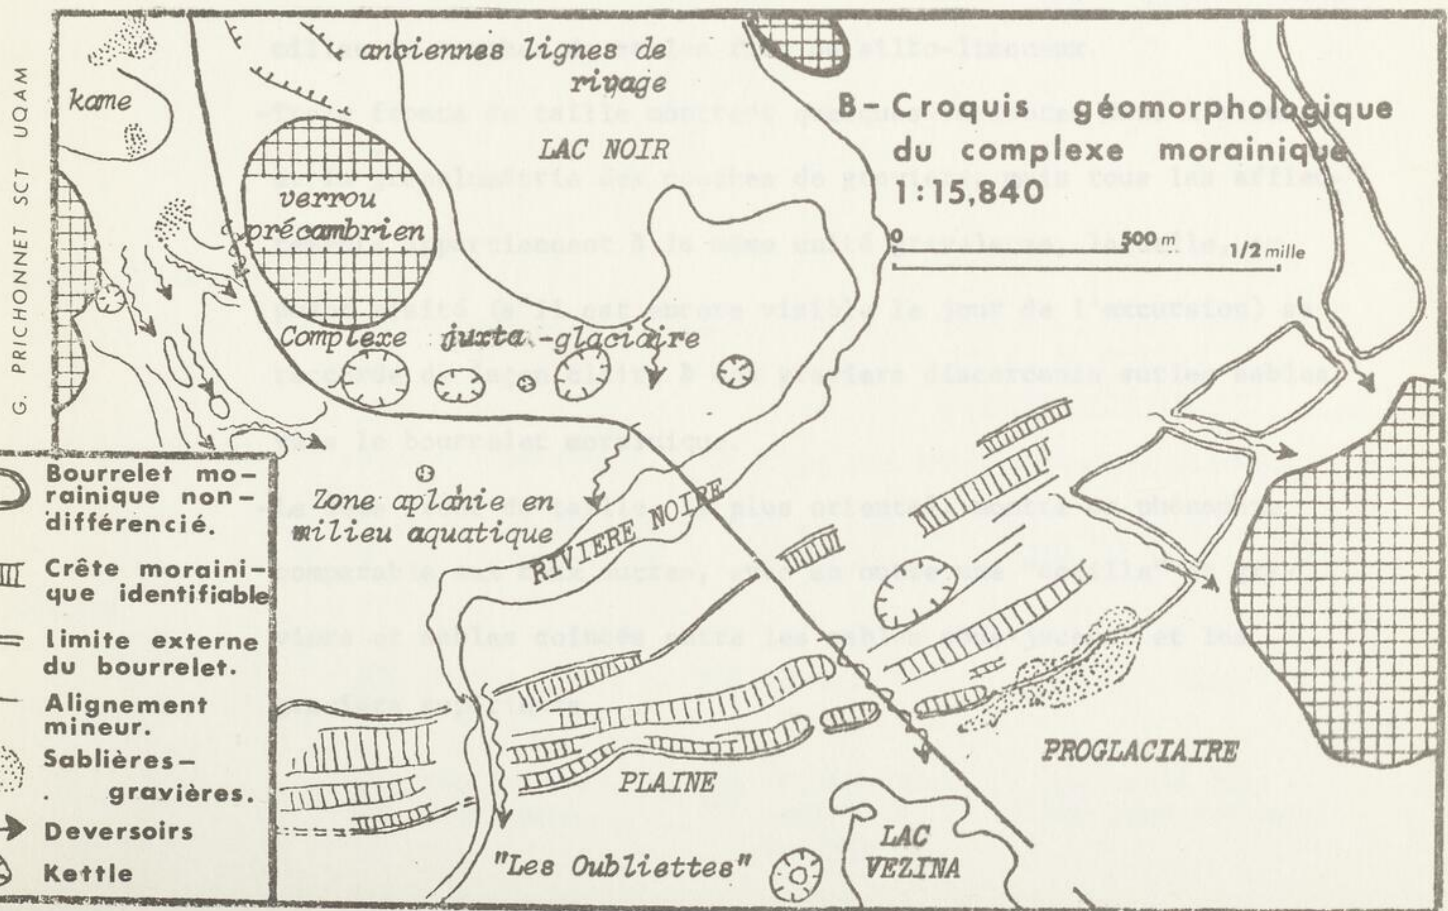 G. PRICHONNET SCT UQAM
kame
anciennes lignes de
rivage
LAC NOIR
B- Croquis géomorphologique
du complexe morainique
1:15,840
0 500m 1/2 mille
verrou
précambrien
Complexe juxta-glaciaire
Zone aplanie en
milieu aquatique
RIVIERE NOIRE
PLAINE
PROGLACIAIRE
"Les Oubliettes"
LAC
VEZINA
Bourrelet mo-
rainique non-
différencié.
Crête moraini-
que identifiable
limite externe
du bourrelet.
Alignement
mineur.
Sablières-
gravières.
Deversoirs
Kettle